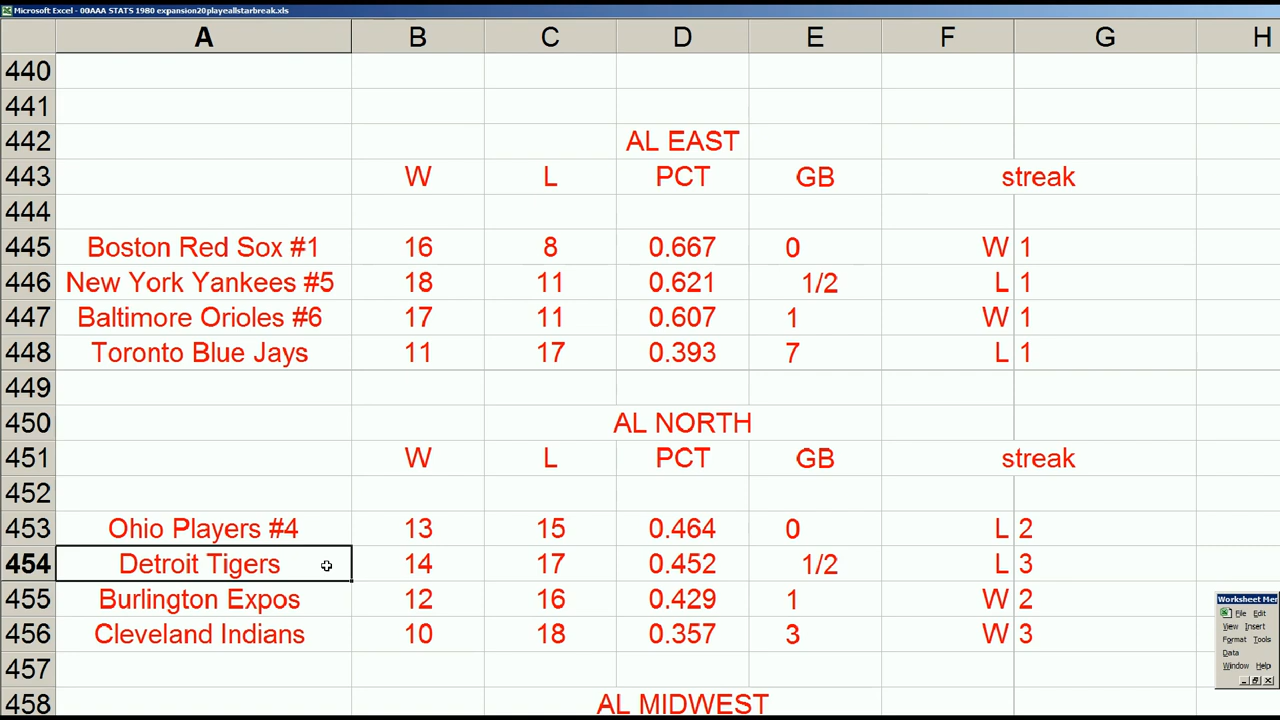 Microsoft Excel - 00AAA STATS 1980 expansion20playeallstarbreak.xls
A B C D E F G H
440
441
442 AL EAST
443 W L PCT GB streak
444
445 Boston Red Sox #1 16 8 0.667 0 W 1
446 New York Yankees #5 18 11 0.621 1/2 L 1
447 Baltimore Orioles #6 17 11 0.607 1 W 1
448 Toronto Blue Jays 11 17 0.393 7 L 1
449
450 AL NORTH
451 W L PCT GB streak
452
453 Ohio Players #4 13 15 0.464 0 L 2
454 Detroit Tigers 14 17 0.452 1/2 L 3
455 Burlington Expos 12 16 0.429 1 W 2
456 Cleveland Indians 10 18 0.357 3 W 3
457
458 AL MIDWEST
Worksheet Mer
File Edit
View Insert
Format Tools
Data
Window Help